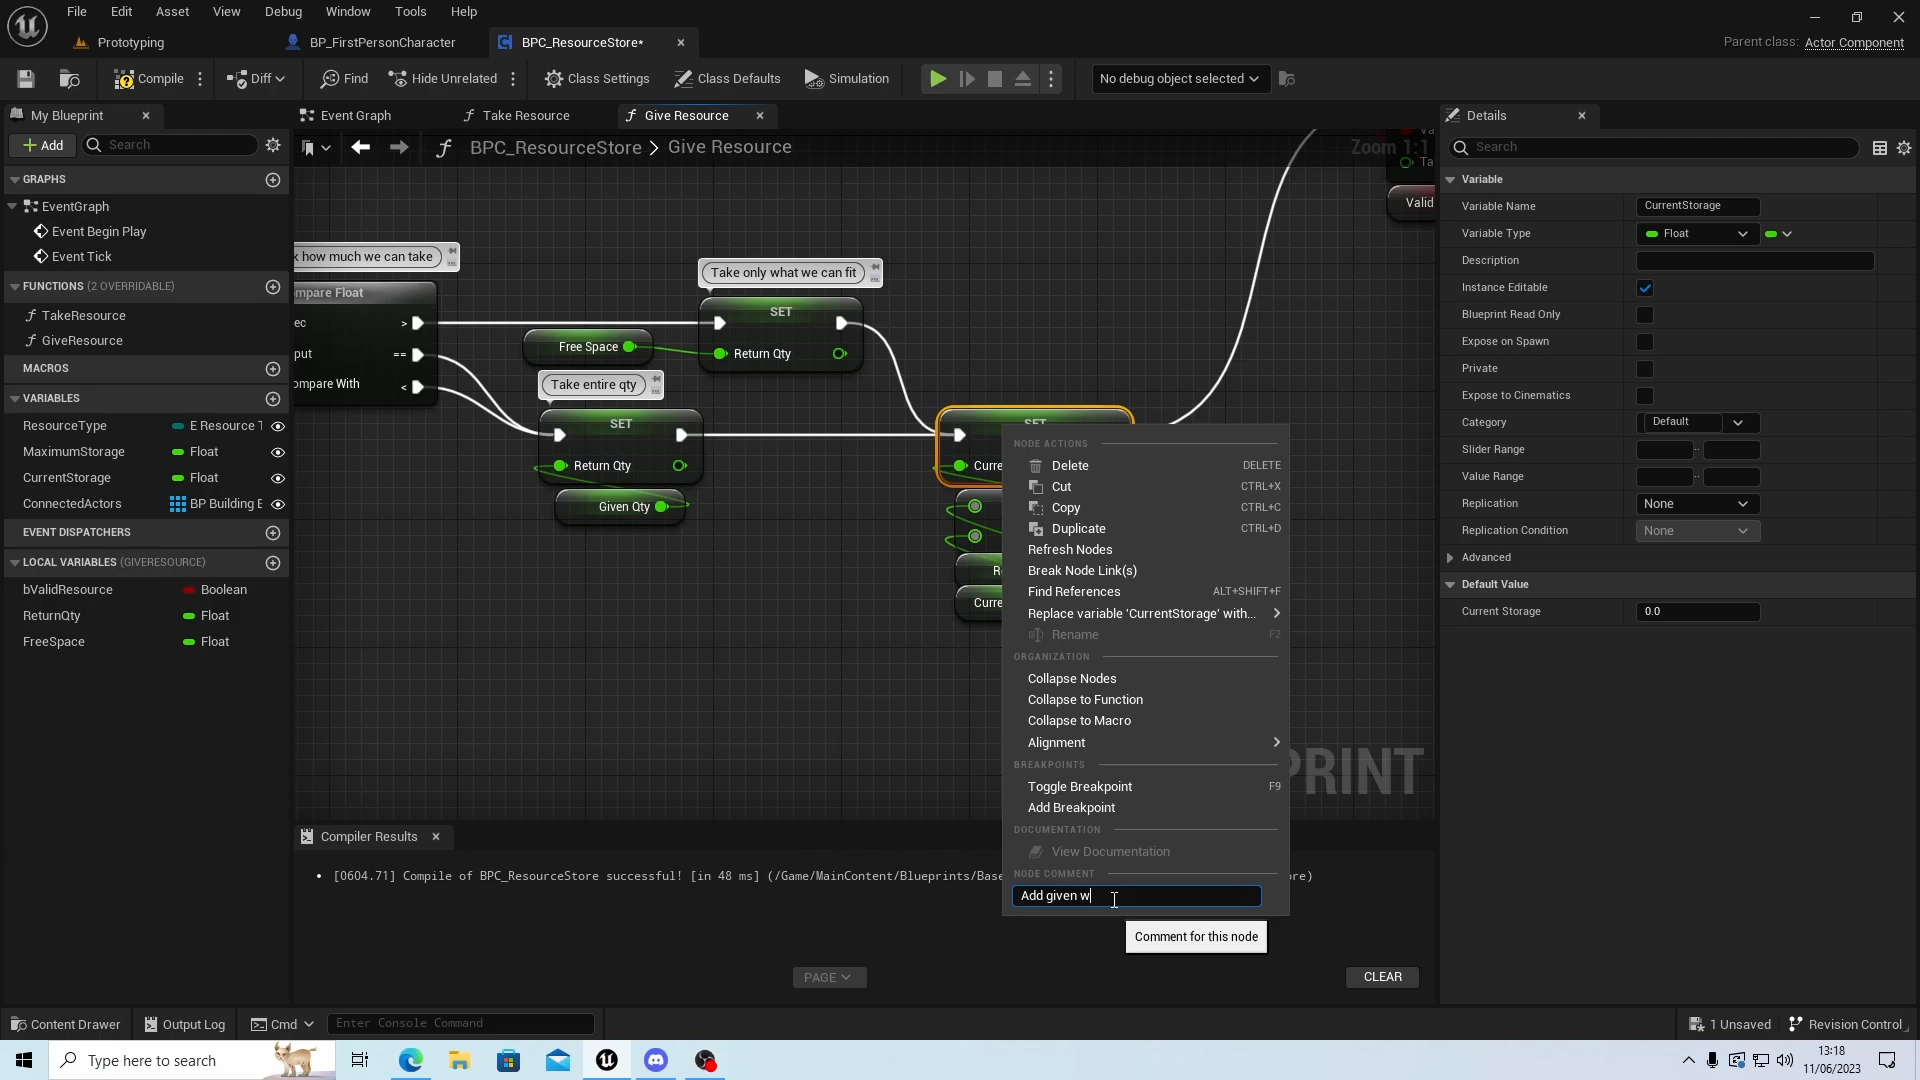 File Edit Asset View Debug Window Tools Help
Prototyping
BP_FirstPersonCharacter
BPC_ResourceStore*
Parent class: Actor Component
Compile
Diff
Find
Hide Unrelated
Class Settings
Class Defaults
Simulation
No debug object selected
My Blueprint
Event Graph
Take Resource
Give Resource
Details
Add
Search
BPC_ResourceStore > Give Resource
Zoom 1:1
Search
GRAPHS
EventGraph
Event Begin Play
Event Tick
FUNCTIONS (2 OVERRIDABLE)
TakeResource
GiveResource
MACROS
VARIABLES
ResourceType E Resource T
MaximumStorage Float
CurrentStorage Float
ConnectedActors BP Building E
EVENT DISPATCHERS
LOCAL VARIABLES (GIVERESOURCE)
bValidResource Boolean
ReturnQty Float
FreeSpace Float
k how much we can take
mpare Float
ec >
put ==
ompare With <
Take only what we can fit
SET
Return Qty
Free Space
Take entire qty
SET
Return Qty
Given Qty
SET
Curre
R
Curre
Va
Ta
Valid
PRINT
NODE ACTIONS
Delete DELETE
Cut CTRL+X
Copy CTRL+C
Duplicate CTRL+D
Refresh Nodes
Break Node Link(s)
Find References ALT+SHIFT+F
Replace variable 'CurrentStorage' with...
Rename F2
ORGANIZATION
Collapse Nodes
Collapse to Function
Collapse to Macro
Alignment
BREAKPOINTS
Toggle Breakpoint F9
Add Breakpoint
DOCUMENTATION
View Documentation
NODE COMMENT
Add given w
Comment for this node
Variable
Variable Name CurrentStorage
Variable Type Float
Description
Instance Editable
Blueprint Read Only
Expose on Spawn
Private
Expose to Cinematics
Category Default
Slider Range
Value Range
Replication None
Replication Condition None
Advanced
Default Value
Current Storage 0.0
Compiler Results
[0604.71] Compile of BPC_ResourceStore successful! [in 48 ms] (/Game/MainContent/Blueprints/Base
ore)
PAGE
CLEAR
Content Drawer
Output Log
Cmd
Enter Console Command
1 Unsaved
Revision Control
Type here to search
13:18
11/06/2023